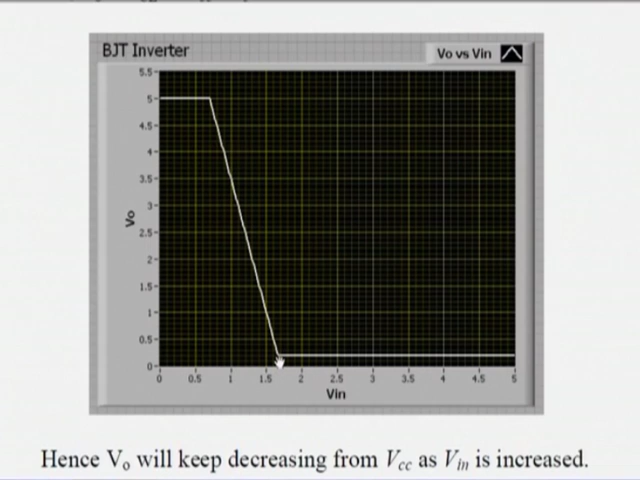 BJT Inverter
Vo vs Vin
5.5
5
4.5
4
3.5
3
2.5
2
1.5
1
0.5
0
Vo
0 0.5 1 1.5 2 2.5 3 3.5 4 4.5 5
Vin
Hence Vo will keep decreasing from Vcc as Vin is increased.